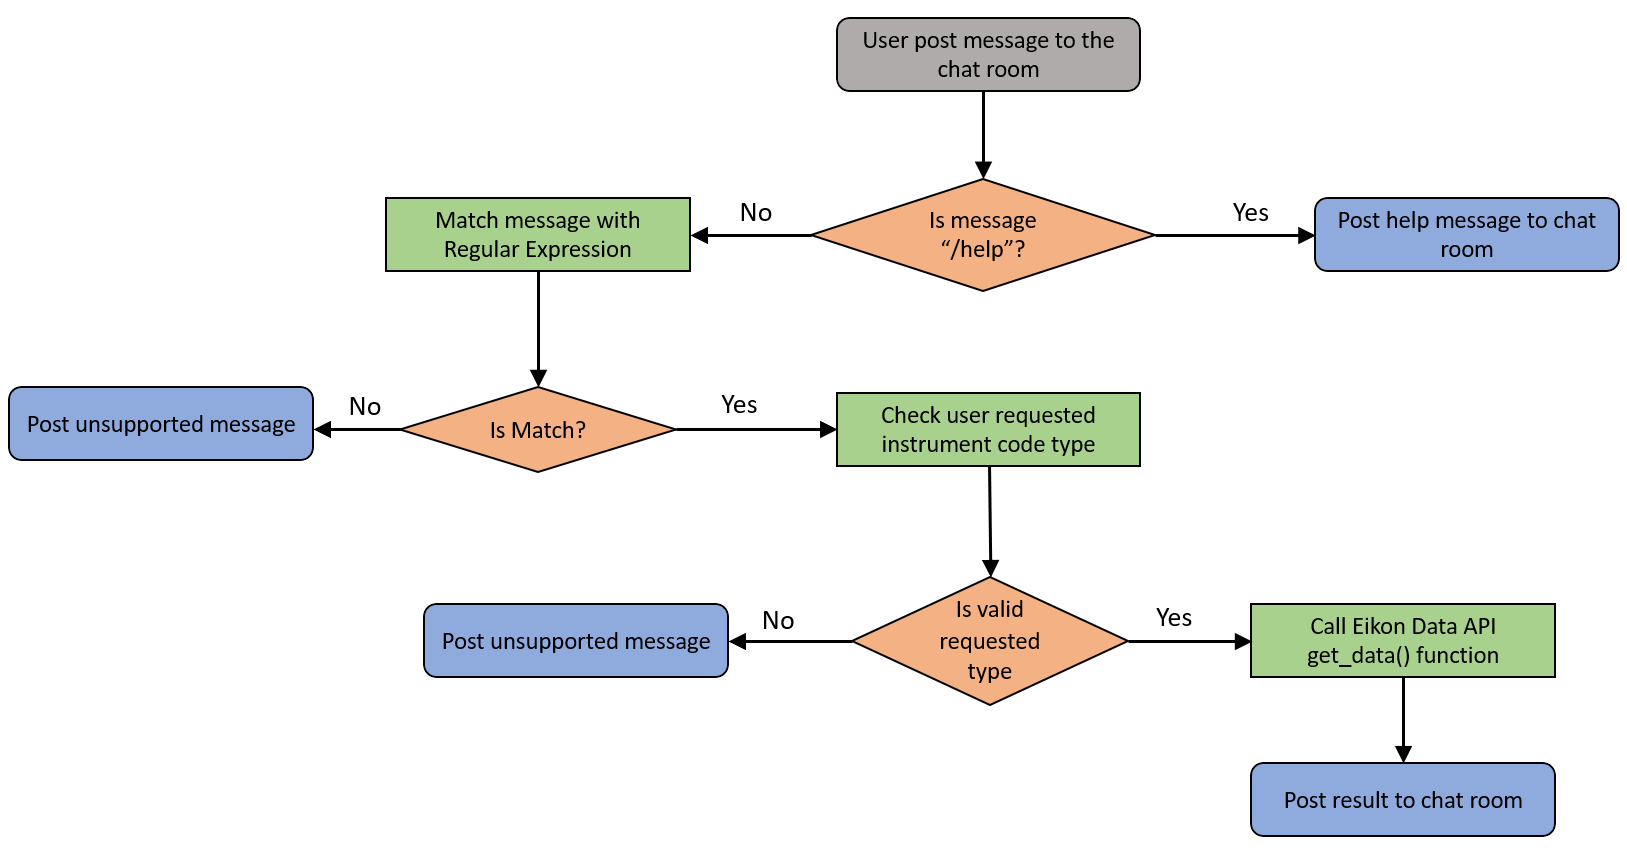 User post message to the
chat room
No
Yes
Match message with
Regular Expression
Is message
“/help”?
Post help message to chat
room
No
Yes
Post unsupported message
Is Match?
Check user requested
instrument code type
No
Yes
Post unsupported message
Is valid
requested
type
Call Eikon Data API
get_data() function
Post result to chat room